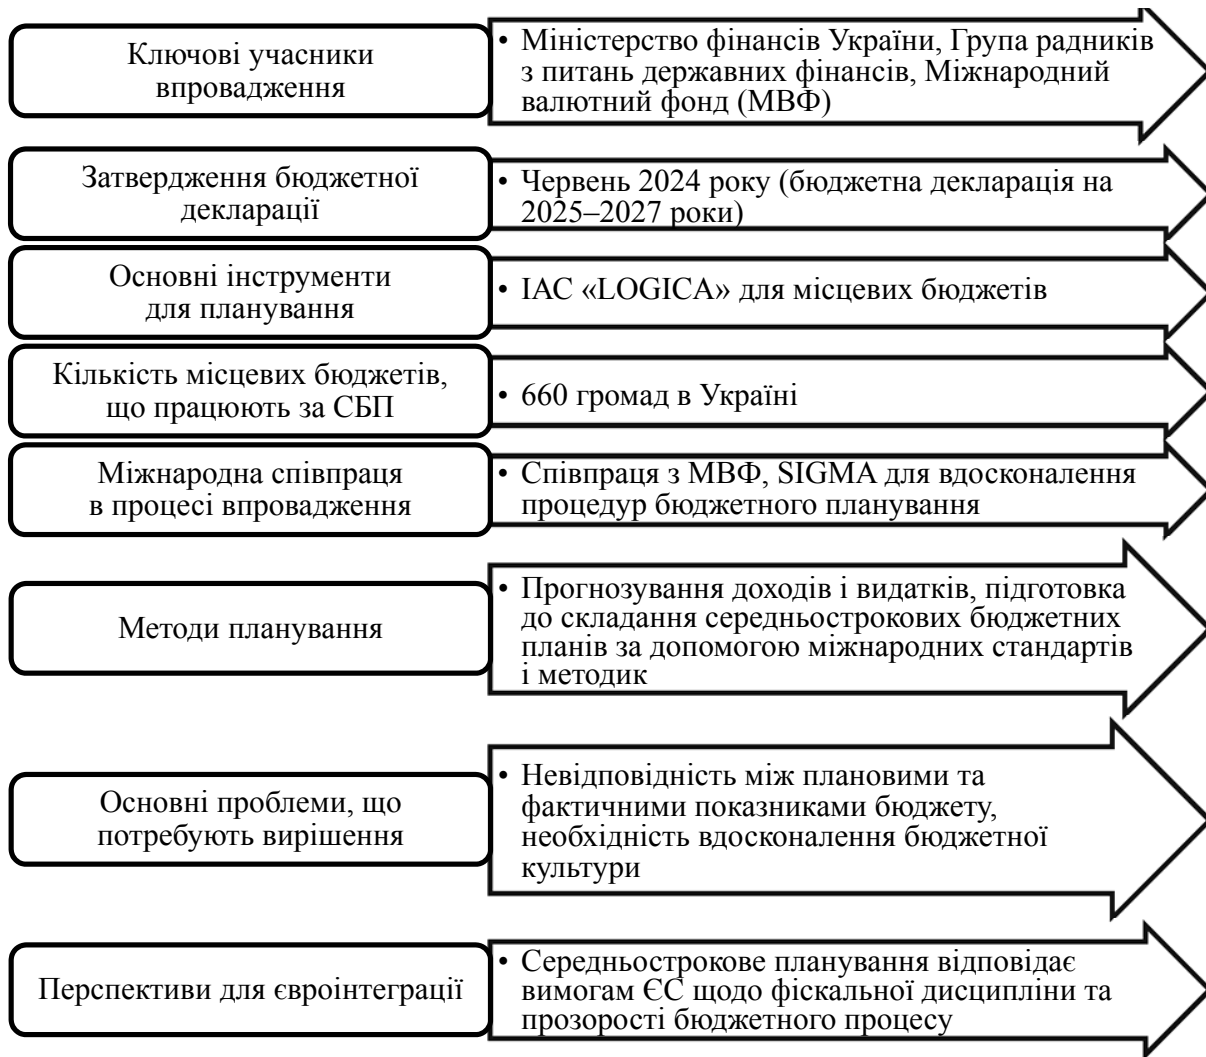 Ключові учасники
впровадження
• Міністерство фінансів України, Група радників
з питань державних фінансів, Міжнародний
валютний фонд (МВФ)
Затвердження бюджетної
декларації
• Червень 2024 року (бюджетна декларація на
2025–2027 роки)
Основні інструменти
для планування
• ІАС «LOGICA» для місцевих бюджетів
Кількість місцевих бюджетів,
що працюють за СБП
• 660 громад в Україні
Міжнародна співпраця
в процесі впровадження
• Співпраця з МВФ, SIGMA для вдосконалення
процедур бюджетного планування
Методи планування
• Прогнозування доходів і видатків, підготовка
до складання середньострокових бюджетних
планів за допомогою міжнародних стандартів
і методик
Основні проблеми, що
потребують вирішення
• Невідповідність між плановими та
фактичними показниками бюджету,
необхідність вдосконалення бюджетної
культури
Перспективи для євроінтеграції
• Середньострокове планування відповідає
вимогам ЄС щодо фіскальної дисципліни та
прозорості бюджетного процесу